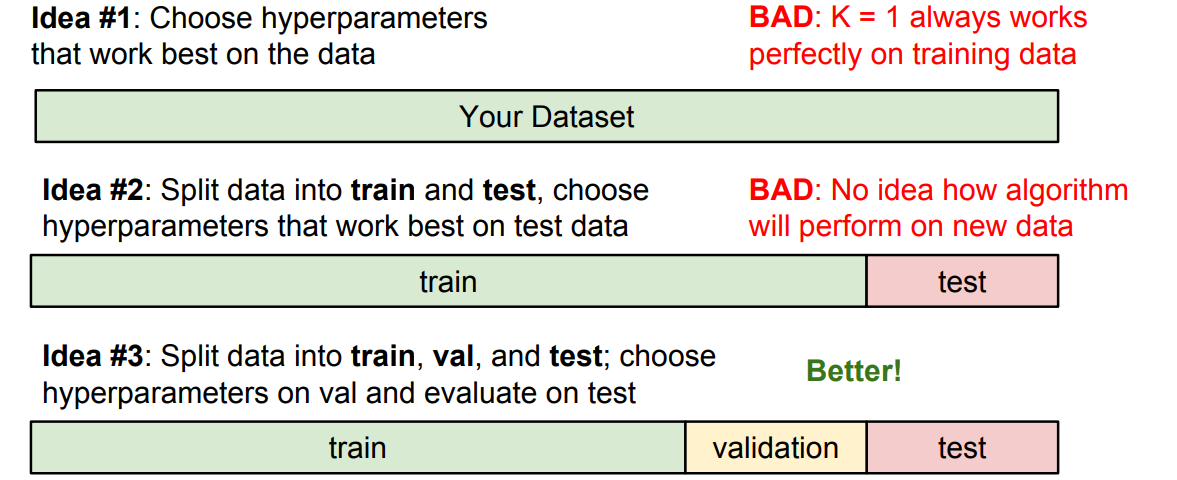 Idea #1: Choose hyperparameters
that work best on the data
BAD: K = 1 always works
perfectly on training data
Your Dataset
Idea #2: Split data into train and test, choose
hyperparameters that work best on test data
BAD: No idea how algorithm
will perform on new data
train
test
Idea #3: Split data into train, val, and test; choose
hyperparameters on val and evaluate on test
Better!
train
validation
test